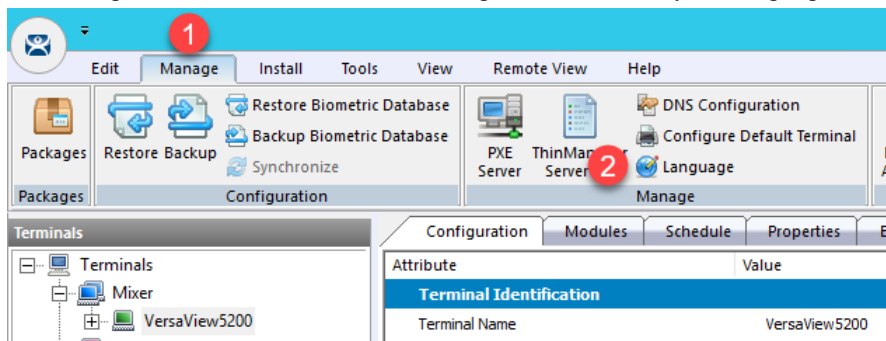 1
Edit Manage Install Tools View Remote View Help
Restore Biometric Database
Backup Biometric Database
Synchronize
Packages Restore Backup
PXE Server
Server
2
DNS Configuration
Configure Default Terminal
Language
Packages Configuration Manage
Terminals
Terminals
Mixer
VersaView5200
Configuration Modules Schedule Properties
Attribute Value
Terminal Identification
Terminal Name VersaView5200